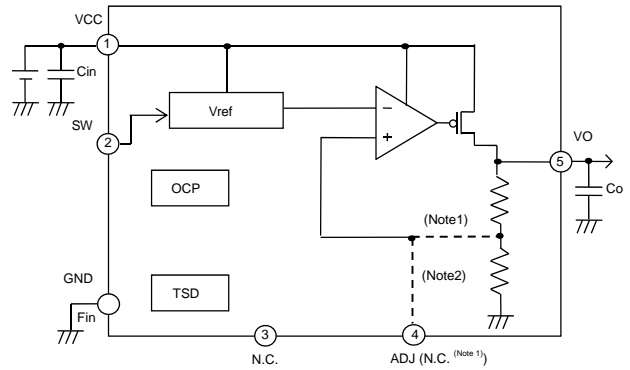 VCC
1
Cin
Vref
SW
2
−
+
VO
5
Co
OCP
(Note1)
(Note2)
GND
TSD
Fin
3
4
N.C.
ADJ (N.C. (Note 1))